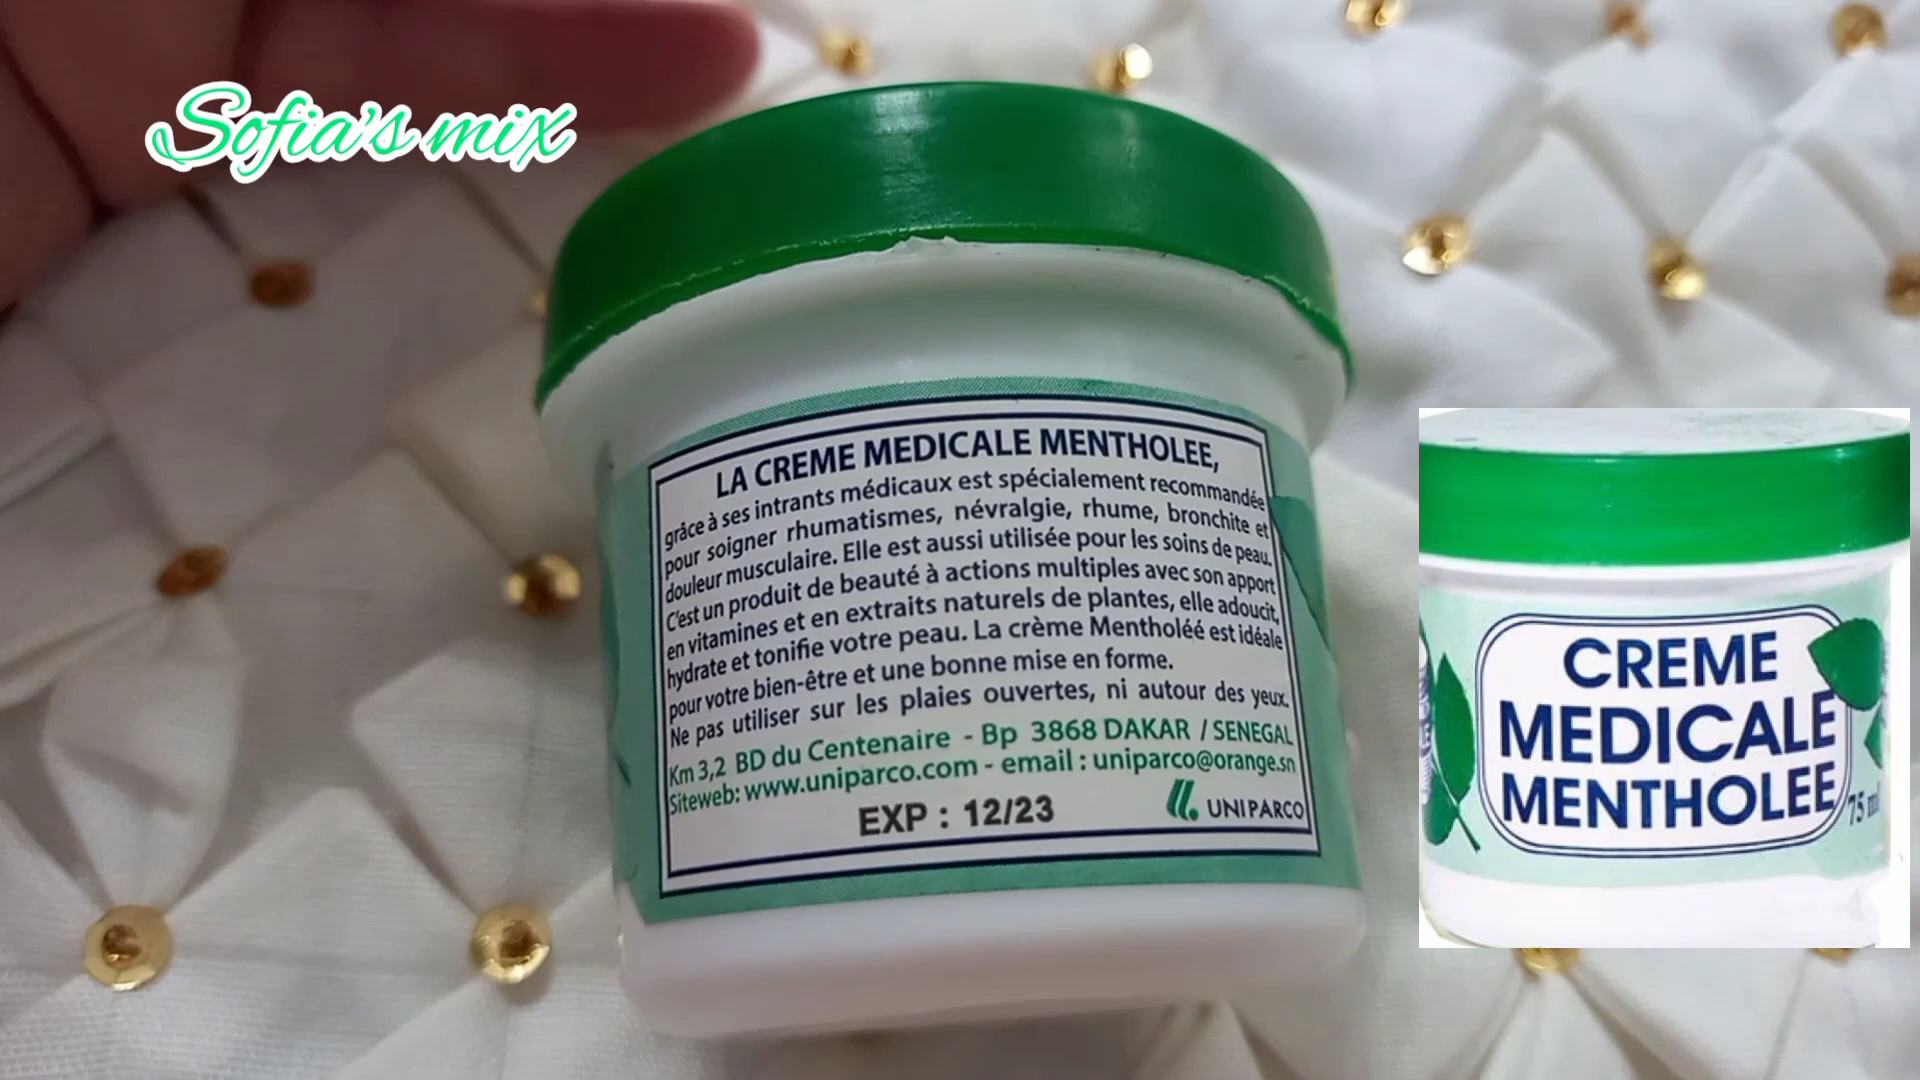 Sofia's mix
LA CREME MEDICALE MENTHOLEE,
grâce à ses intrants médicaux est spécialement recommandée
pour soigner rhumatismes, névralgie, rhume, bronchite et
douleur musculaire. Elle est aussi utilisée pour les soins de peau.
C'est un produit de beauté à actions multiples avec son apport
en vitamines et en extraits naturels de plantes, elle adoucit,
hydrate et tonifie votre peau. La crème Mentholéé est idéale
pour votre bien-être et une bonne mise en forme.
Ne pas utiliser sur les plaies ouvertes, ni autour des yeux.
Km 3,2 BD du Centenaire - Bp 3868 DAKAR / SENEGAL
Siteweb: www.uniparco.com - email : uniparco@orange.sn
EXP : 12/23
UNIPARCO
CREME
MEDICALE
MENTHOLEE
75 ml